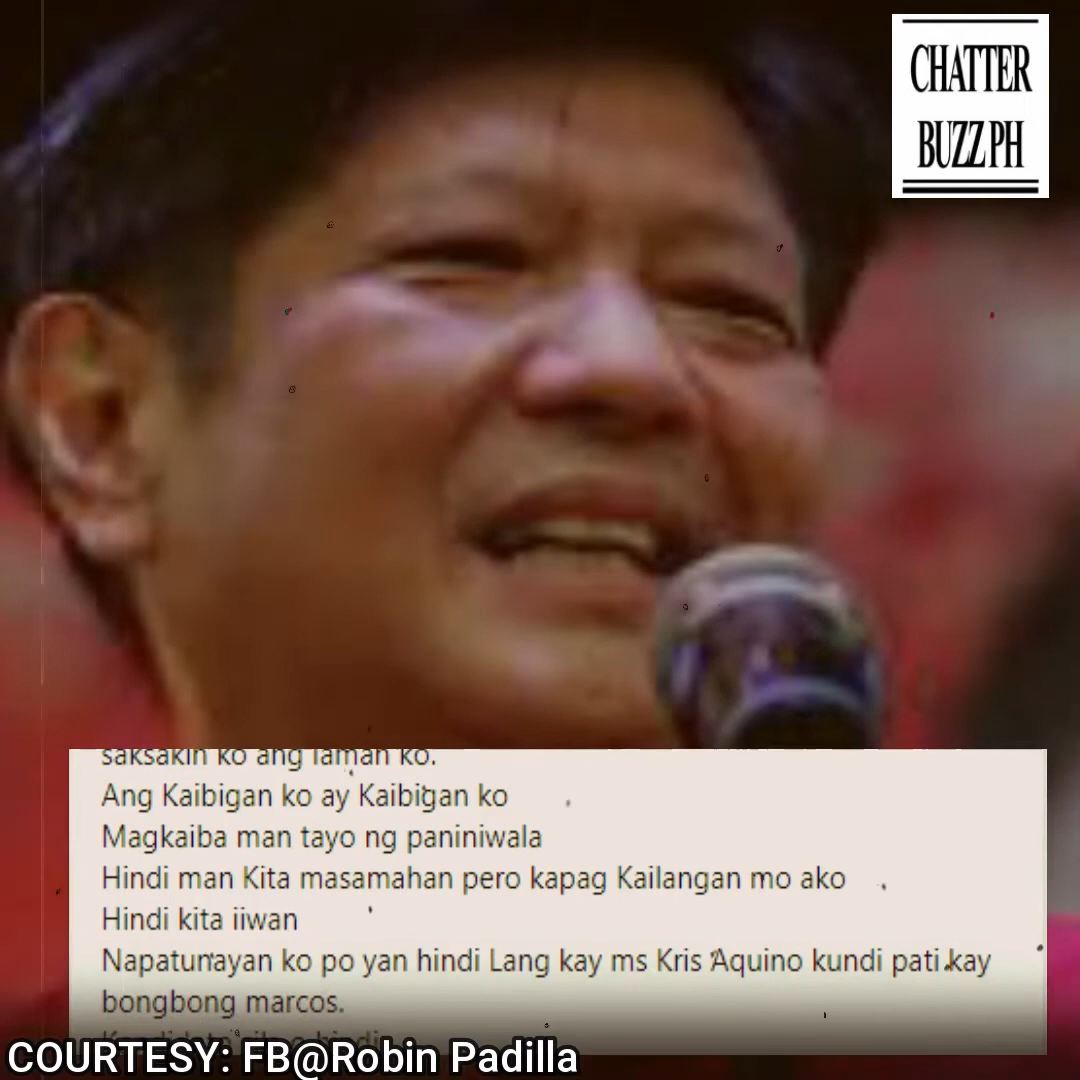 CHATTER
BUZZ PH
saksakin ko ang laman ko.
Ang Kaibigan ko ay Kaibigan ko
Magkaiba man tayo ng paniniwala
Hindi man Kita masamahan pero kapag Kailangan mo ako
Hindi kita iiwan
Napatunayan ko po yan hindi Lang kay ms Kris Aquino kundi pati kay
bongbong marcos.
COURTESY: FB@Robin Padilla